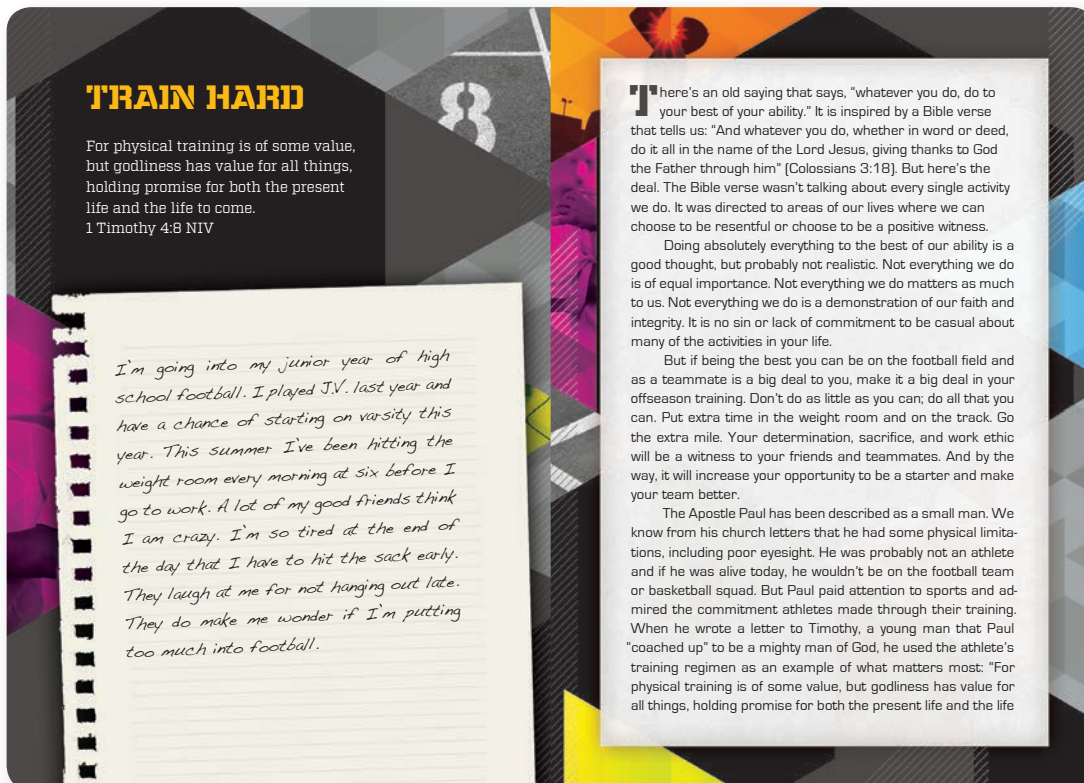 TRAIN HARD
For physical training is of some value,
but godliness has value for all things,
holding promise for both the present
life and the life to come.
1 Timothy 4:8 NIV
8
I'm going into my junior year of high
school football. I played J.V. last year and
have a chance of starting on varsity this
year. This summer I've been hitting the
weight room every morning at six before I
go to work. A lot of my good friends think
I am crazy. I'm so tired at the end of
the day that I have to hit the sack early.
They laugh at me for not hanging out late.
They do make me wonder if I'm putting
too much into football.
There's an old saying that says, "whatever you do, do to
your best of your ability." It is inspired by a Bible verse
that tells us: "And whatever you do, whether in word or deed,
do it all in the name of the Lord Jesus, giving thanks to God
the Father through him" (Colossians 3:18). But here's the
deal. The Bible verse wasn't talking about every single activity
we do. It was directed to areas of our lives where we can
choose to be resentful or choose to be a positive witness.
Doing absolutely everything to the best of our ability is a
good thought, but probably not realistic. Not everything we do
is of equal importance. Not everything we do matters as much
to us. Not everything we do is a demonstration of our faith and
integrity. It is no sin or lack of commitment to be casual about
many of the activities in your life.
But if being the best you can be on the football field and
as a teammate is a big deal to you, make it a big deal in your
offseason training. Don't do as little as you can; do all that you
can. Put extra time in the weight room and on the track. Go
the extra mile. Your determination, sacrifice, and work ethic
will be a witness to your friends and teammates. And by the
way, it will increase your opportunity to be a starter and make
your team better.
The Apostle Paul has been described as a small man. We
know from his church letters that he had some physical limita-
tions, including poor eyesight. He was probably not an athlete
and if he was alive today, he wouldn't be on the football team
or basketball squad. But Paul paid attention to sports and ad-
mired the commitment athletes made through their training.
When he wrote a letter to Timothy, a young man that Paul
"coached up" to be a mighty man of God, he used the athlete's
training regimen as an example of what matters most: "For
physical training is of some value, but godliness has value for
all things, holding promise for both the present life and the life